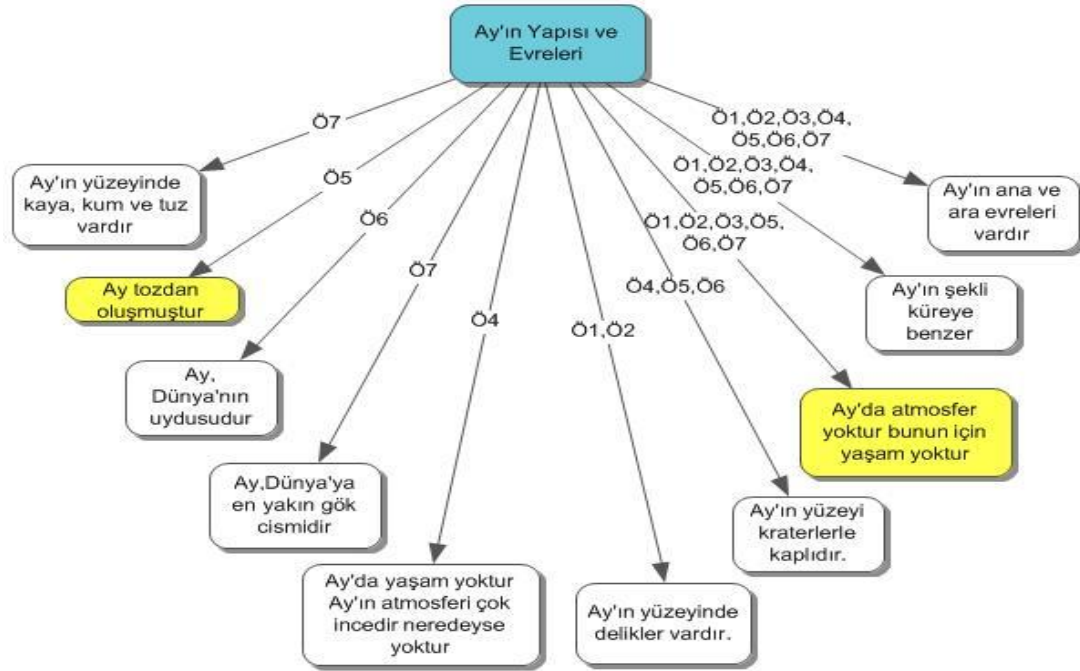 Ay'ın Yapısı ve
Evreleri
Ö7
Ö5
Ö6
Ö7
Ö4
Ö1,Ö2
Ö4,Ö5,Ö6
Ö1,Ö2,Ö3,Ö5,
Ö6,Ö7
Ö1,Ö2,Ö3,Ö4,
Ö5,Ö6,Ö7
Ö1,Ö2,Ö3,Ö4,
Ö5,Ö6,Ö7
Ay'ın yüzeyinde
kaya, kum ve tuz
vardır
Ay tozdan
oluşmuştur
Ay,
Dünya'nın
uydusudur
Ay,Dünya'ya
en yakın gök
cismidir
Ay'da yaşam yoktur
Ay'ın atmosferi çok
incedir neredeyse
yoktur
Ay'ın yüzeyinde
delikler vardır.
Ay'ın yüzeyi
kraterlerle
kaplıdır.
Ay'da atmosfer
yoktur bunun için
yaşam yoktur
Ay'ın şekli
küreye
benzer
Ay'ın ana ve
ara evreleri
vardır